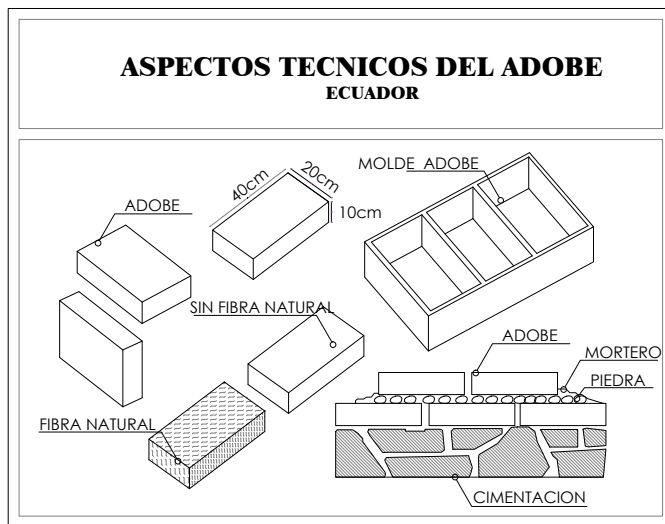 ASPECTOS TECNICOS DEL ADOBE
ECUADOR
MOLDE ADOBE
20cm
40cm
10cm
ADOBE
SIN FIBRA NATURAL
ADOBE
MORTERO
PIEDRA
FIBRA NATURAL
CIMENTACION